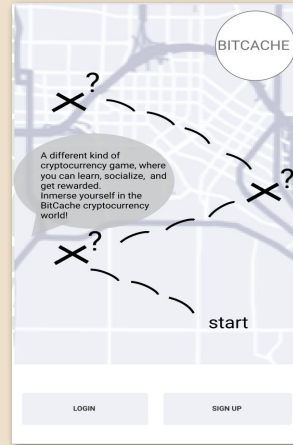 BITCACHE
?
A different kind of
cryptocurrency game, where
you can learn, socialize, and
get rewarded.
Inmerse yourself in the
BitCache cryptocurrency
world!
?
?
start
LOGIN SIGN UP